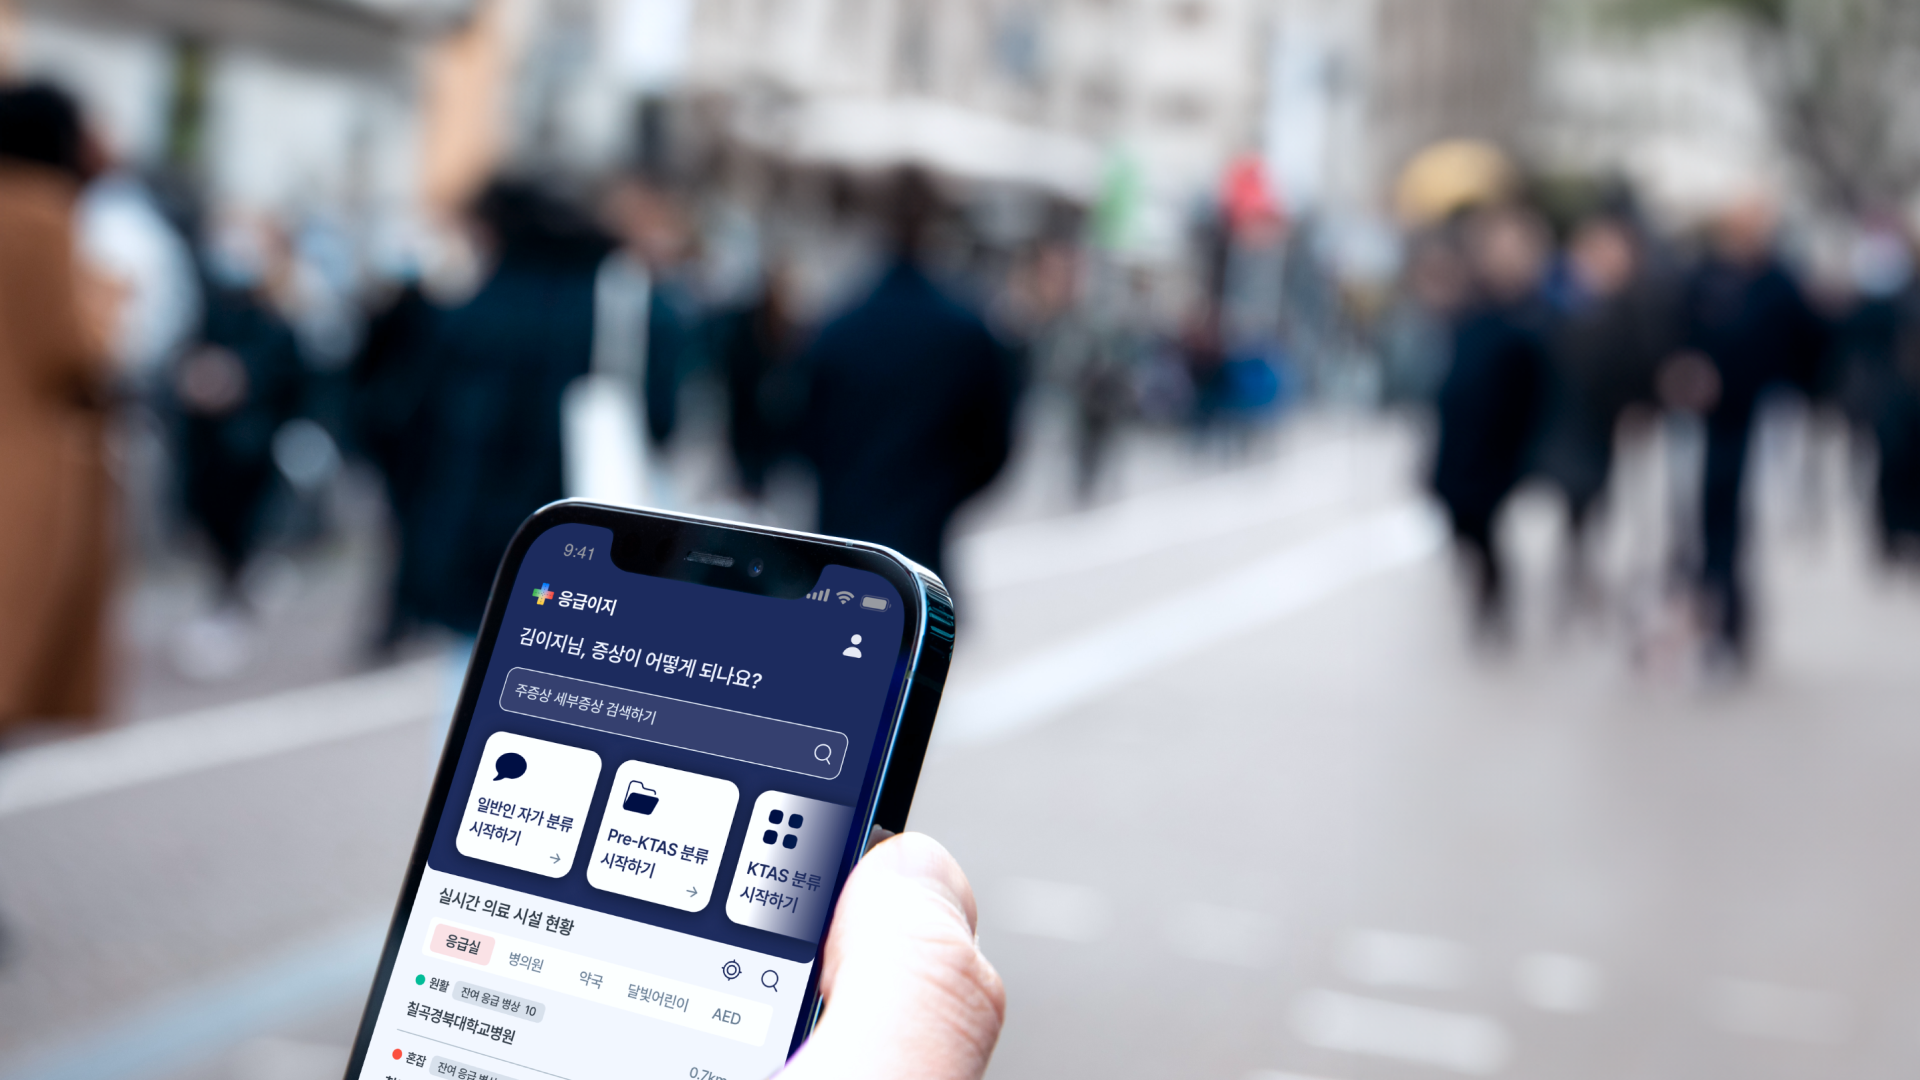 9:41
응급이지
김이지님, 증상이 어떻게 되나요?
주증상 세부증상 검색하기
일반인 자가 분류
시작하기
Pre-KTAS 분류
시작하기
KTAS 분류
시작하기
실시간 의료 시설 현황
응급실 병의원 약국 달빛어린이 AED
원활 잔여 응급 병상 10
칠곡경북대학교병원
혼잡 잔여 응급 병상
0.7km